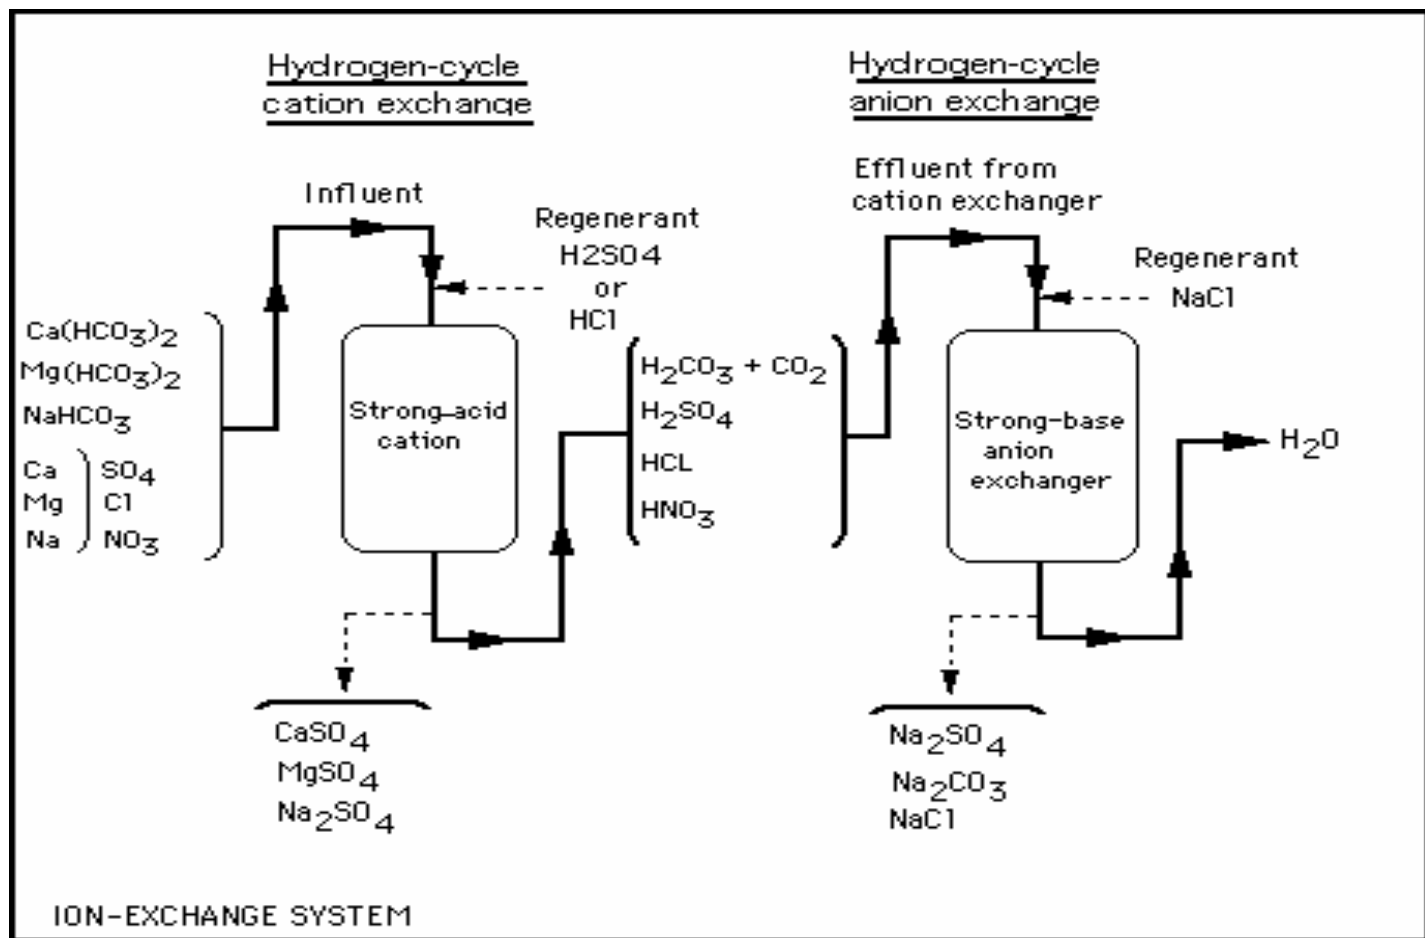 Hydrogen-cycle
cation exchange
Hydrogen-cycle
anion exchange
Influent
Regenerant
H2SO4
or
HCl
Effluent from
cation exchanger
Regenerant
NaCl
Ca(HCO₃)₂
Mg(HCO₃)₂
NaHCO₃
Ca SO₄
Mg Cl
Na NO₃
Strong-acid
cation
H₂CO₃ + CO₂
H₂SO₄
HCL
HNO₃
Strong-base
anion
exchanger
H₂O
CaSO₄
MgSO₄
Na₂SO₄
Na₂SO₄
Na₂CO₃
NaCl
ION-EXCHANGE SYSTEM